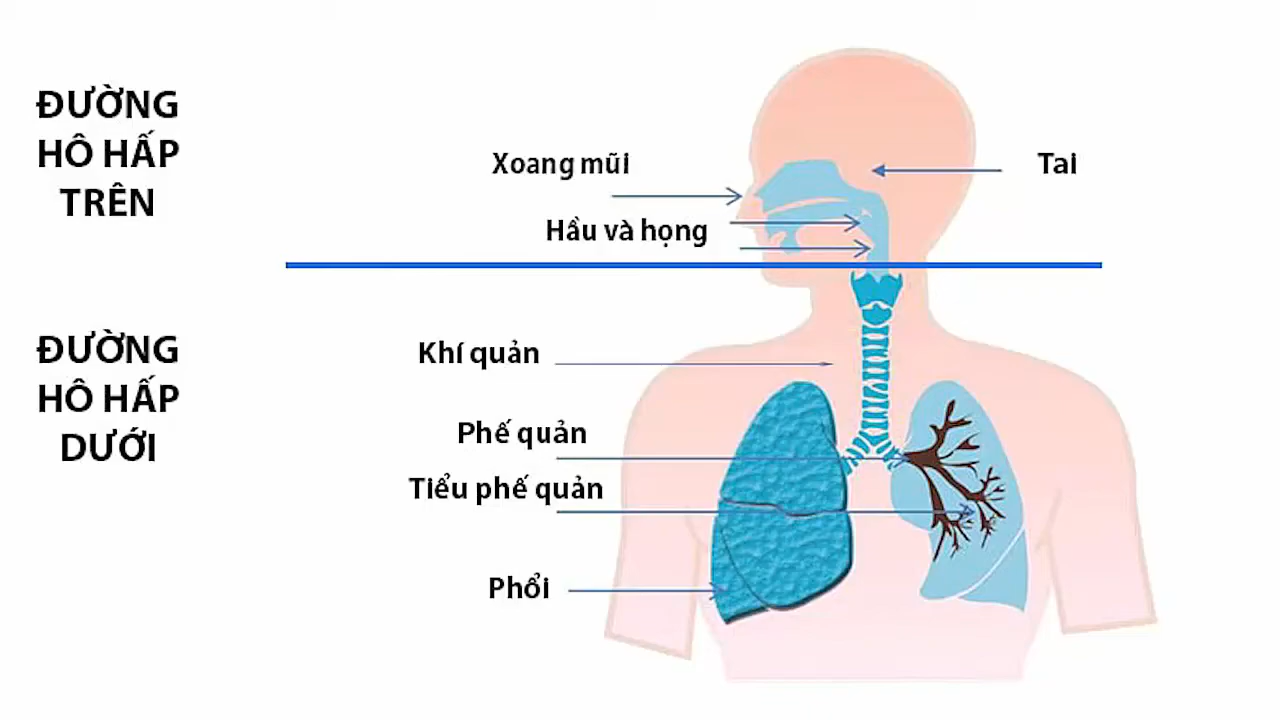 ĐƯỜNG
HÔ HẤP
TRÊN
Xoang mũi
Tai
Hầu và họng
ĐƯỜNG
HÔ HẤP
DƯỚI
Khí quản
Phế quản
Tiểu phế quản
Phổi